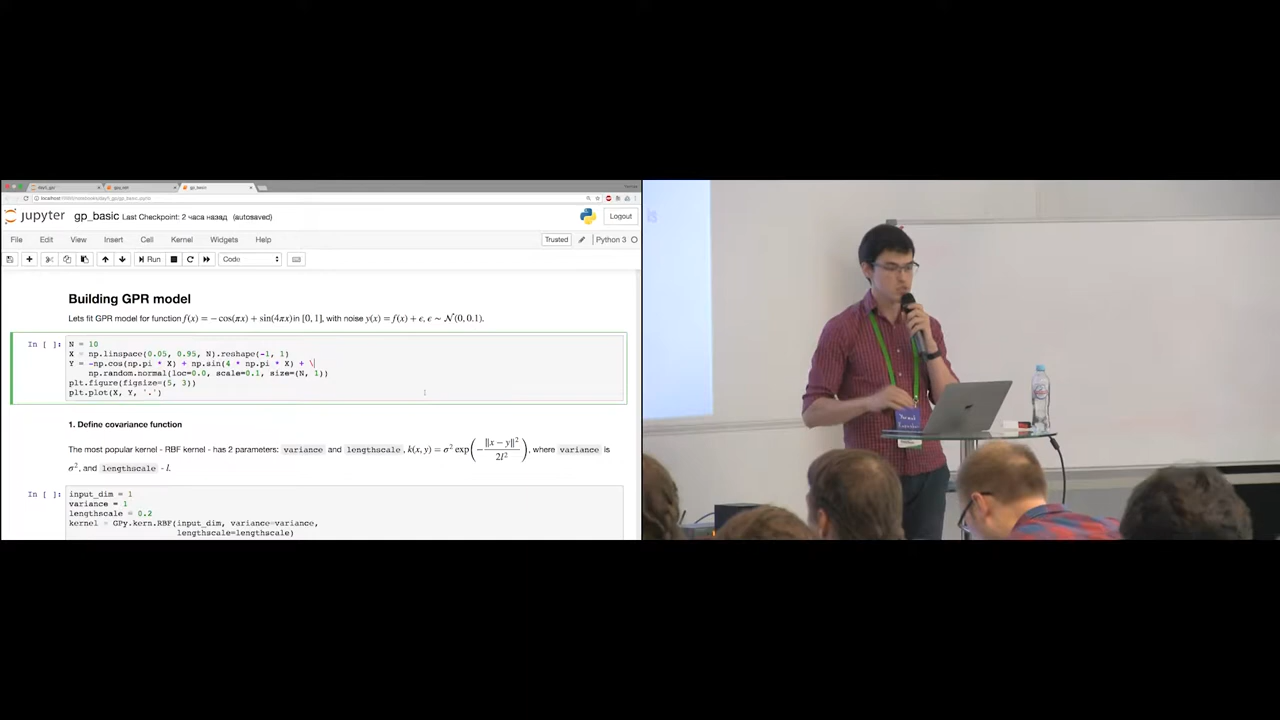 gp_basic
localhost
jupyter gp_basic Last Checkpoint: 2 часа назад (autosaved)
Logout
File Edit View Insert Cell Kernel Widgets Help
Trusted
Python 3
Run
Code
Building GPR model
Lets fit GPR model for function f(x) = − cos(πx) + sin(4πx)in [0, 1], with noise y(x) = f(x) + ϵ, ϵ ∼ 𝒩(0, 0.1).
In [ ]:
N = 10
X = np.linspace(0.05, 0.95, N).reshape(-1, 1)
Y = -np.cos(np.pi * X) + np.sin(4 * np.pi * X) + \
np.random.normal(loc=0.0, scale=0.1, size=(N, 1))
plt.figure(figsize=(5, 3))
plt.plot(X, Y, '.')
1. Define covariance function
The most popular kernel - RBF kernel - has 2 parameters: variance and lengthscale, k(x, y) = σ² exp(−‖x − y‖²/2l²), where variance is
σ², and lengthscale - l.
In [ ]:
input_dim = 1
variance = 1
lengthscale = 0.2
kernel = GPy.kern.RBF(input_dim, variance=variance,
lengthscale=lengthscale)
is